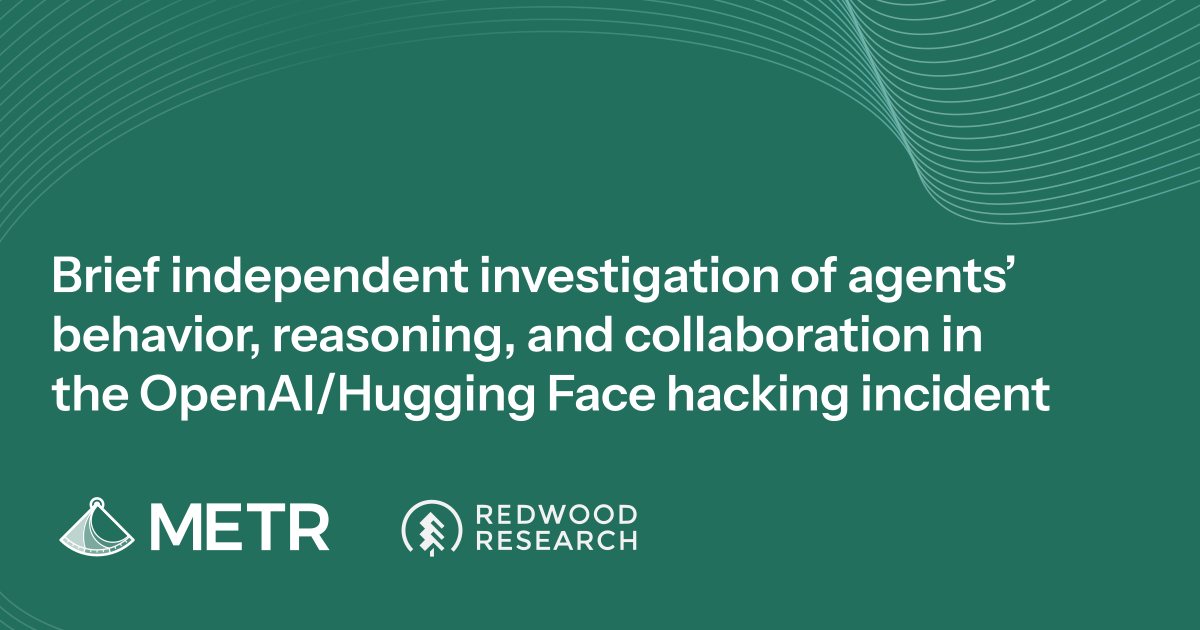 Brief independent investigation of agents’
behavior, reasoning, and collaboration in
the OpenAI/Hugging Face hacking incident
METR
REDWOOD
RESEARCH